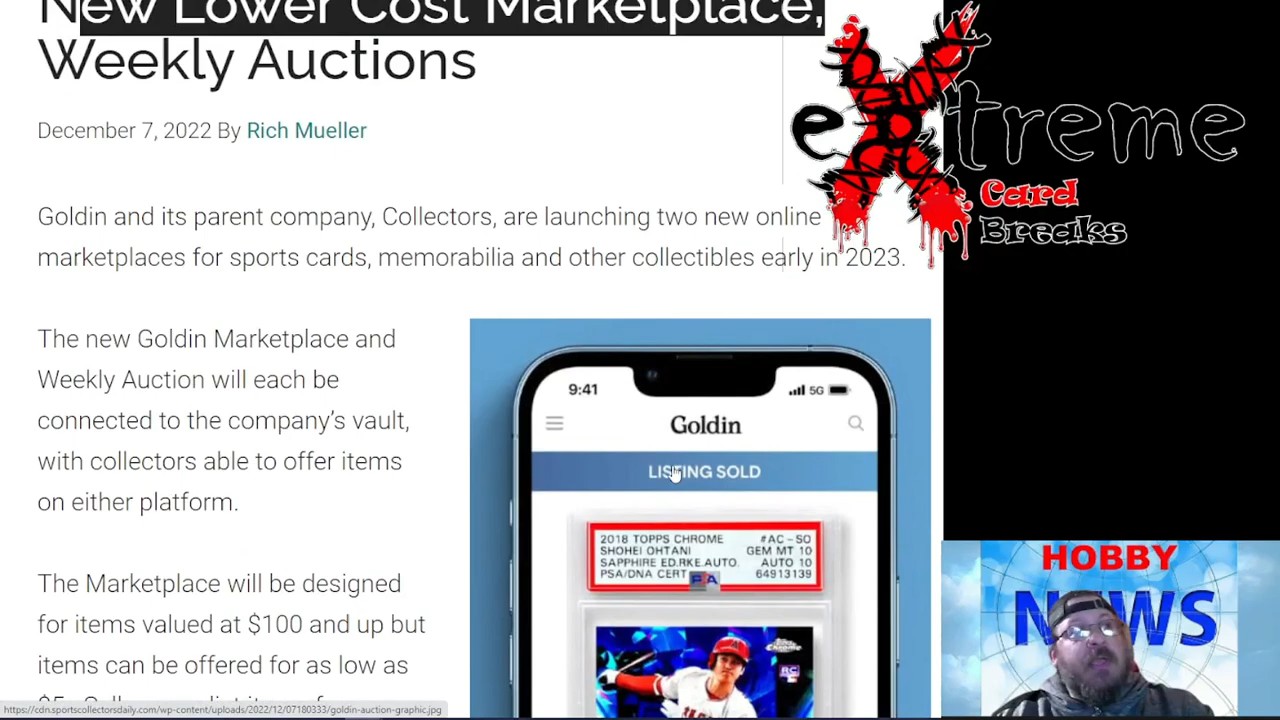 New Lower Cost Marketplace,
Weekly Auctions
December 7, 2022 By Rich Mueller
Goldin and its parent company, Collectors, are launching two new online
marketplaces for sports cards, memorabilia and other collectibles early in 2023.
The new Goldin Marketplace and
Weekly Auction will each be
connected to the company's vault,
with collectors able to offer items
on either platform.
The Marketplace will be designed
for items valued at $100 and up but
items can be offered for as low as
https://cdn.sportscollectorsdaily.com/wp-content/uploads/2022/12/07180333/goldin-auction-graphic.jpg
9:41
5G
Goldin
LISTING SOLD
2018 TOPPS CHROME #AC-SO
SHOHEI OHTANI GEM MT 10
SAPPHIRE ED.RKE.AUTO. AUTO 10
PSA/DNA CERT PSA 64913139
Topps Chrome
RC
eXtreme
Card
Breaks
HOBBY
NEWS